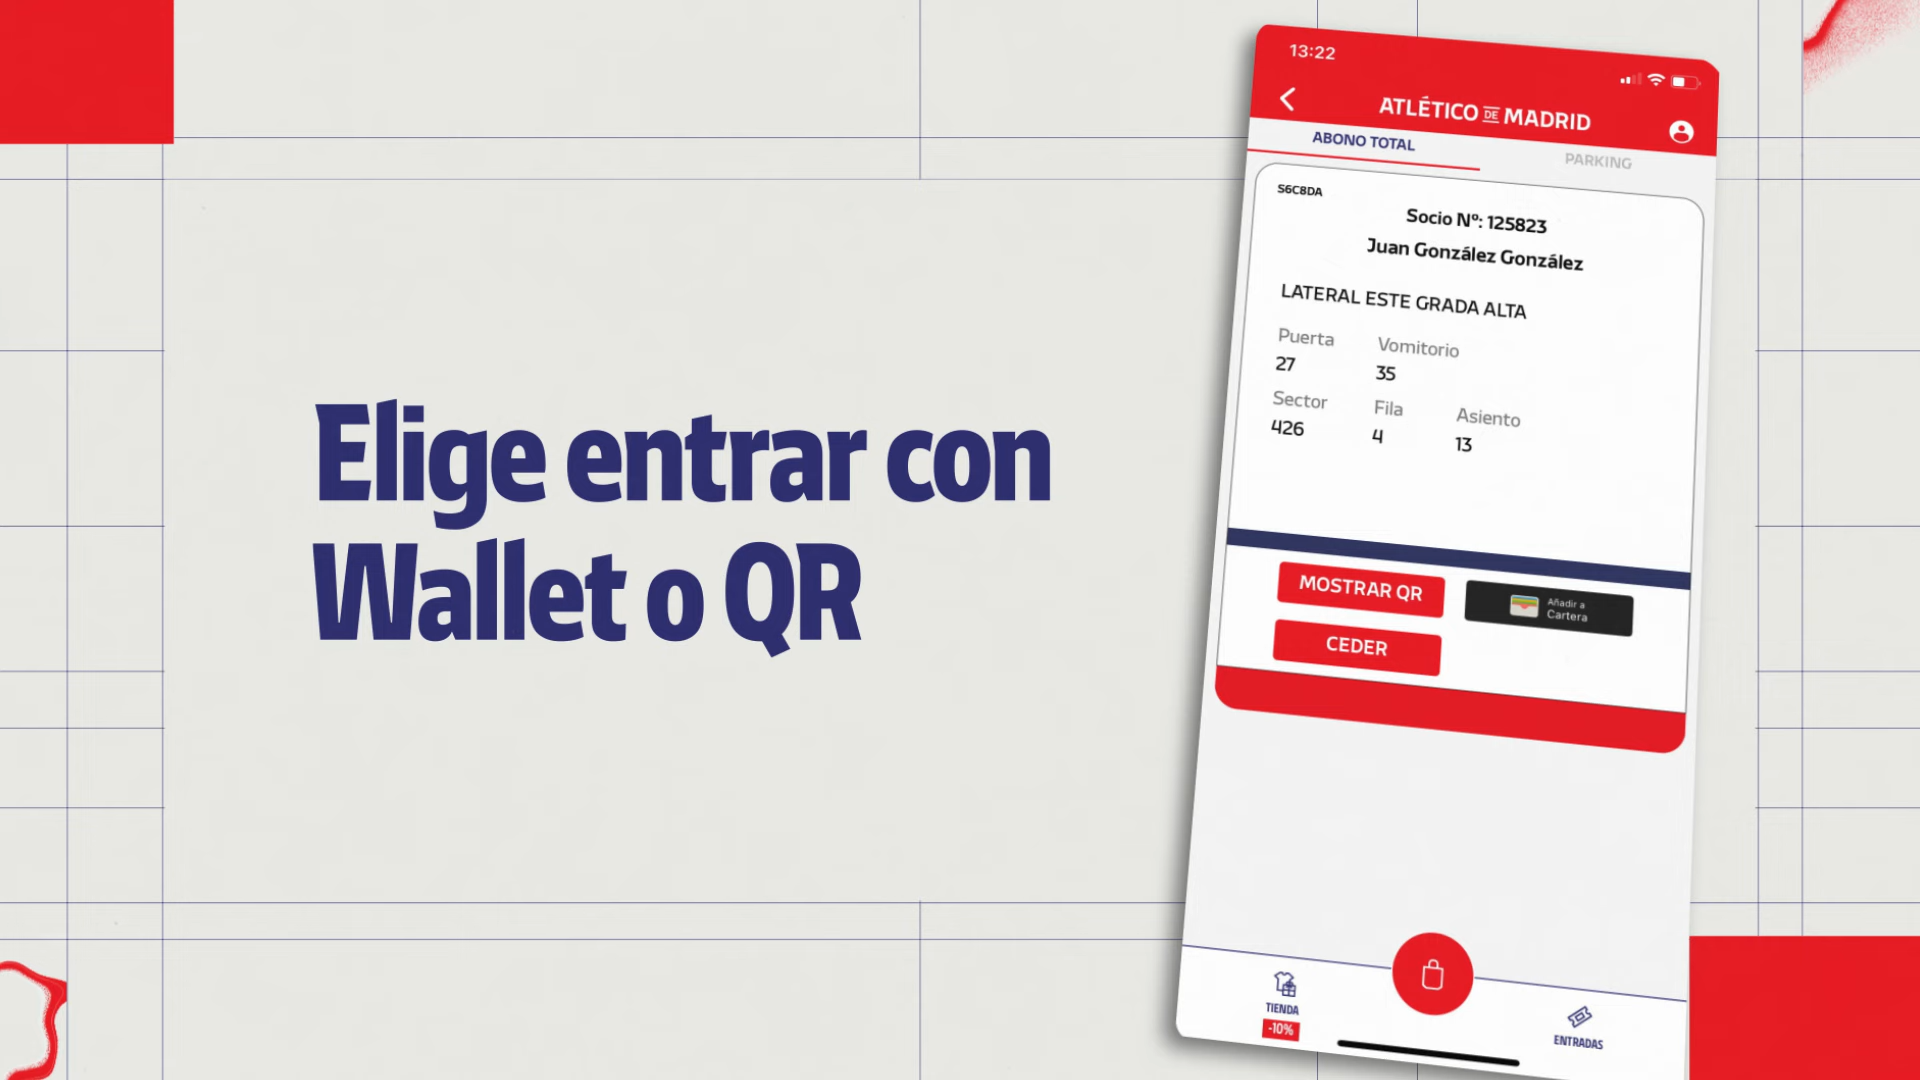 Elige entrar con
Wallet o QR
13:22
ATLÉTICO DE MADRID
ABONO TOTAL
PARKING
S6C8DA
Socio Nº: 125823
Juan González González
LATERAL ESTE GRADA ALTA
Puerta Vomitorio
27 35
Sector Fila Asiento
426 4 13
MOSTRAR QR
Añadir a
Cartera
CEDER
TIENDA
-10%
ENTRADAS